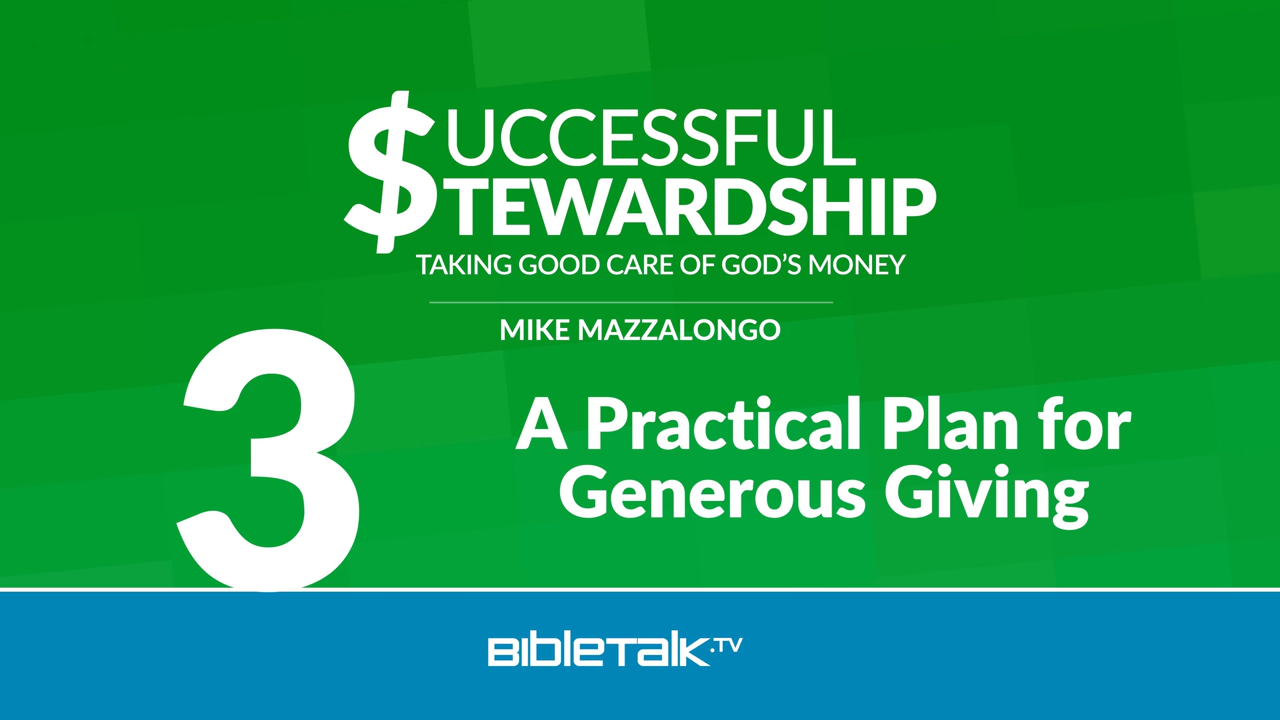 $UCCESSFUL
$TEWARDSHIP
TAKING GOOD CARE OF GOD'S MONEY
MIKE MAZZALONGO
3
A Practical Plan for
Generous Giving
BIBLETALK.TV